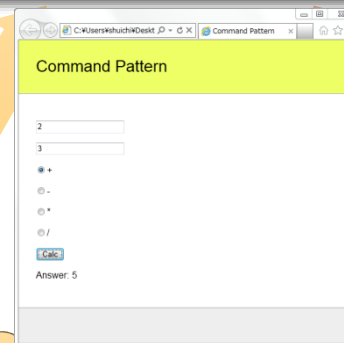 C:¥Users¥shuichi¥Deskt
Command Pattern
Command Pattern
2
3
+
-
*
/
Calc
Answer: 5